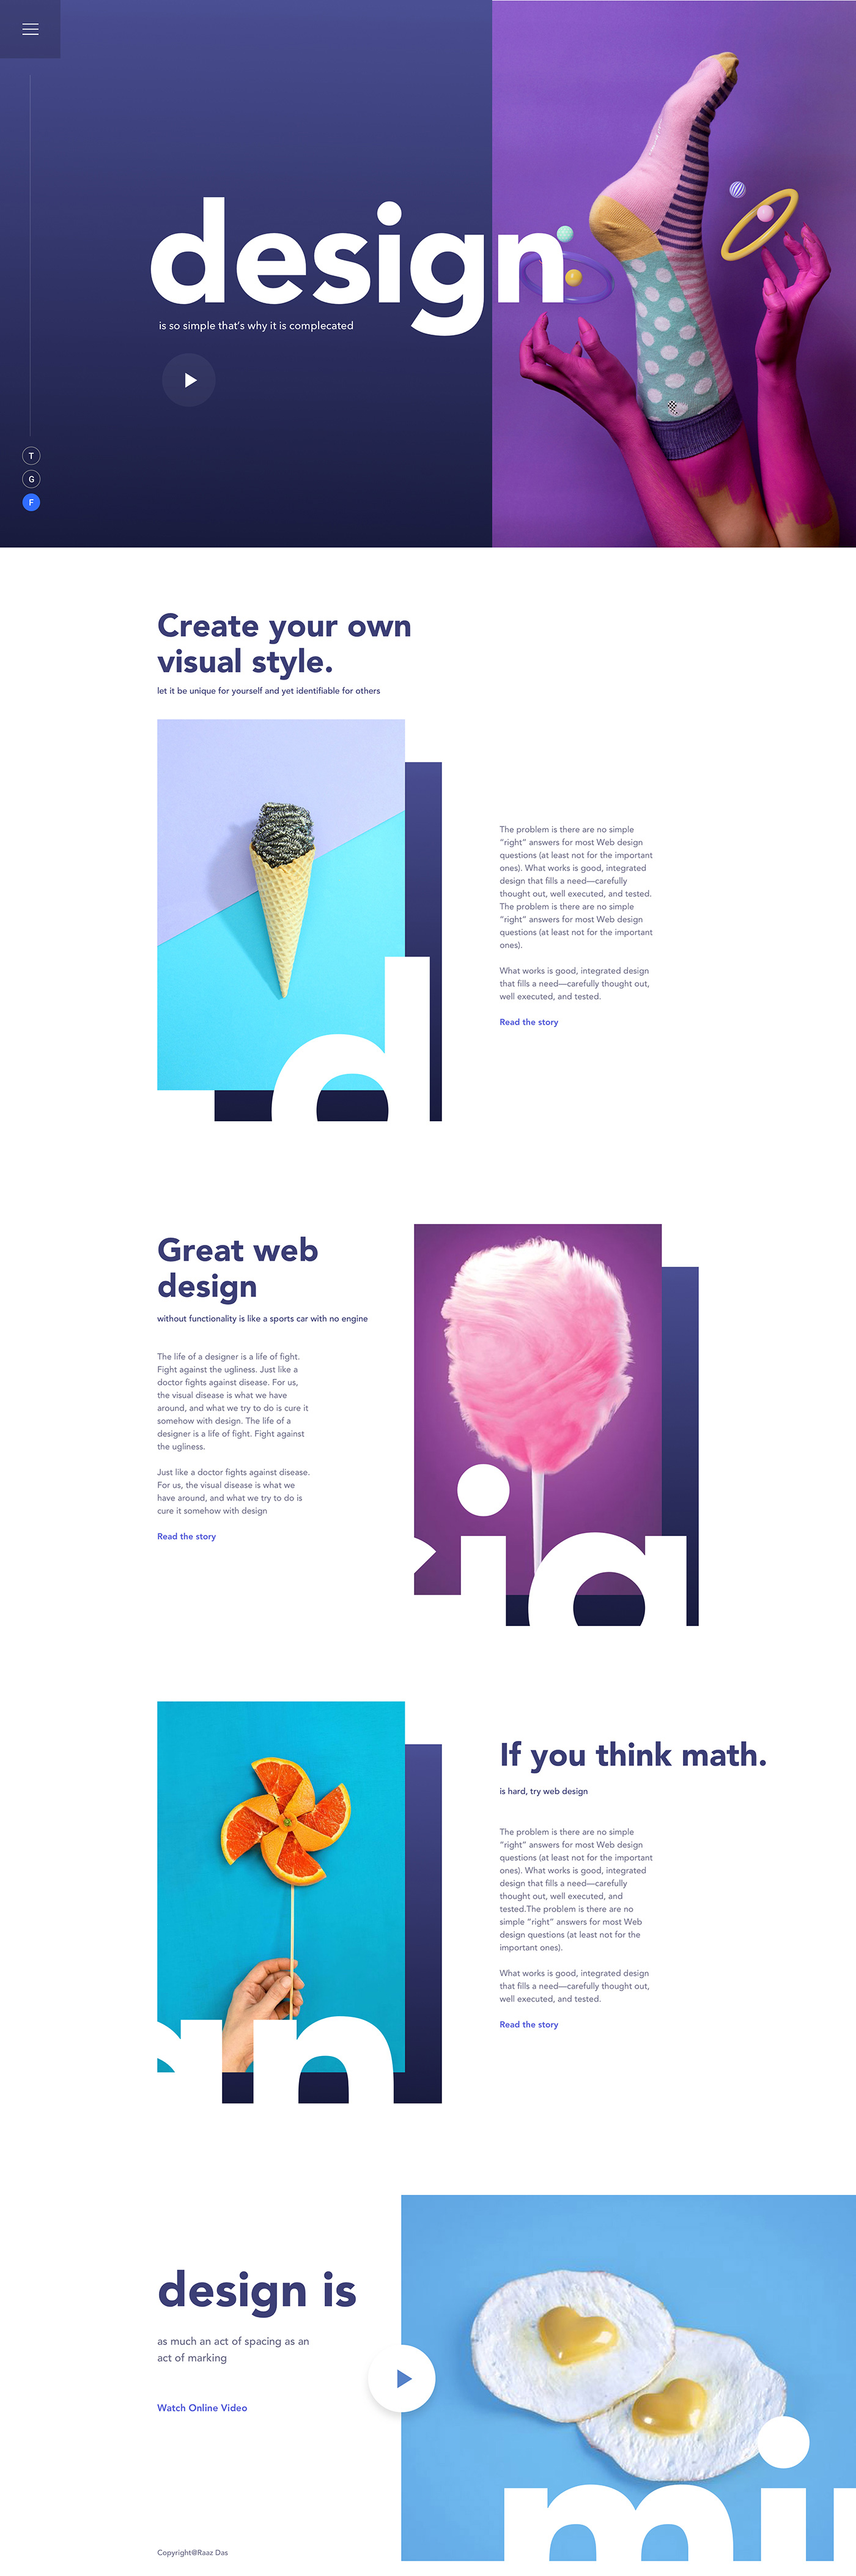 design
is so simple that's why it is complecated
T
G
F
Create your own
visual style.
let it be unique for yourself and yet identifiable for others
The problem is there are no simple
“right” answers for most Web design
questions (at least not for the important
ones). What works is good, integrated
design that fills a need—carefully
thought out, well executed, and tested.
The problem is there are no simple
“right” answers for most Web design
questions (at least not for the important
ones).
What works is good, integrated design
that fills a need—carefully thought out,
well executed, and tested.
Read the story
d
Great web
design
without functionality is like a sports car with no engine
The life of a designer is a life of fight.
Fight against the ugliness. Just like a
doctor fights against disease. For us,
the visual disease is what we have
around, and what we try to do is cure it
somehow with design. The life of a
designer is a life of fight. Fight against
the ugliness.
Just like a doctor fights against disease.
For us, the visual disease is what we
have around, and what we try to do is
cure it somehow with design
Read the story
sig
If you think math.
is hard, try web design
The problem is there are no simple
“right” answers for most Web design
questions (at least not for the important
ones). What works is good, integrated
design that fills a need—carefully
thought out, well executed, and
tested.The problem is there are no
simple “right” answers for most Web
design questions (at least not for the
important ones).
What works is good, integrated design
that fills a need—carefully thought out,
well executed, and tested.
Read the story
gn
design is
as much an act of spacing as an
act of marking
Watch Online Video
mi
Copyright@Raaz Das